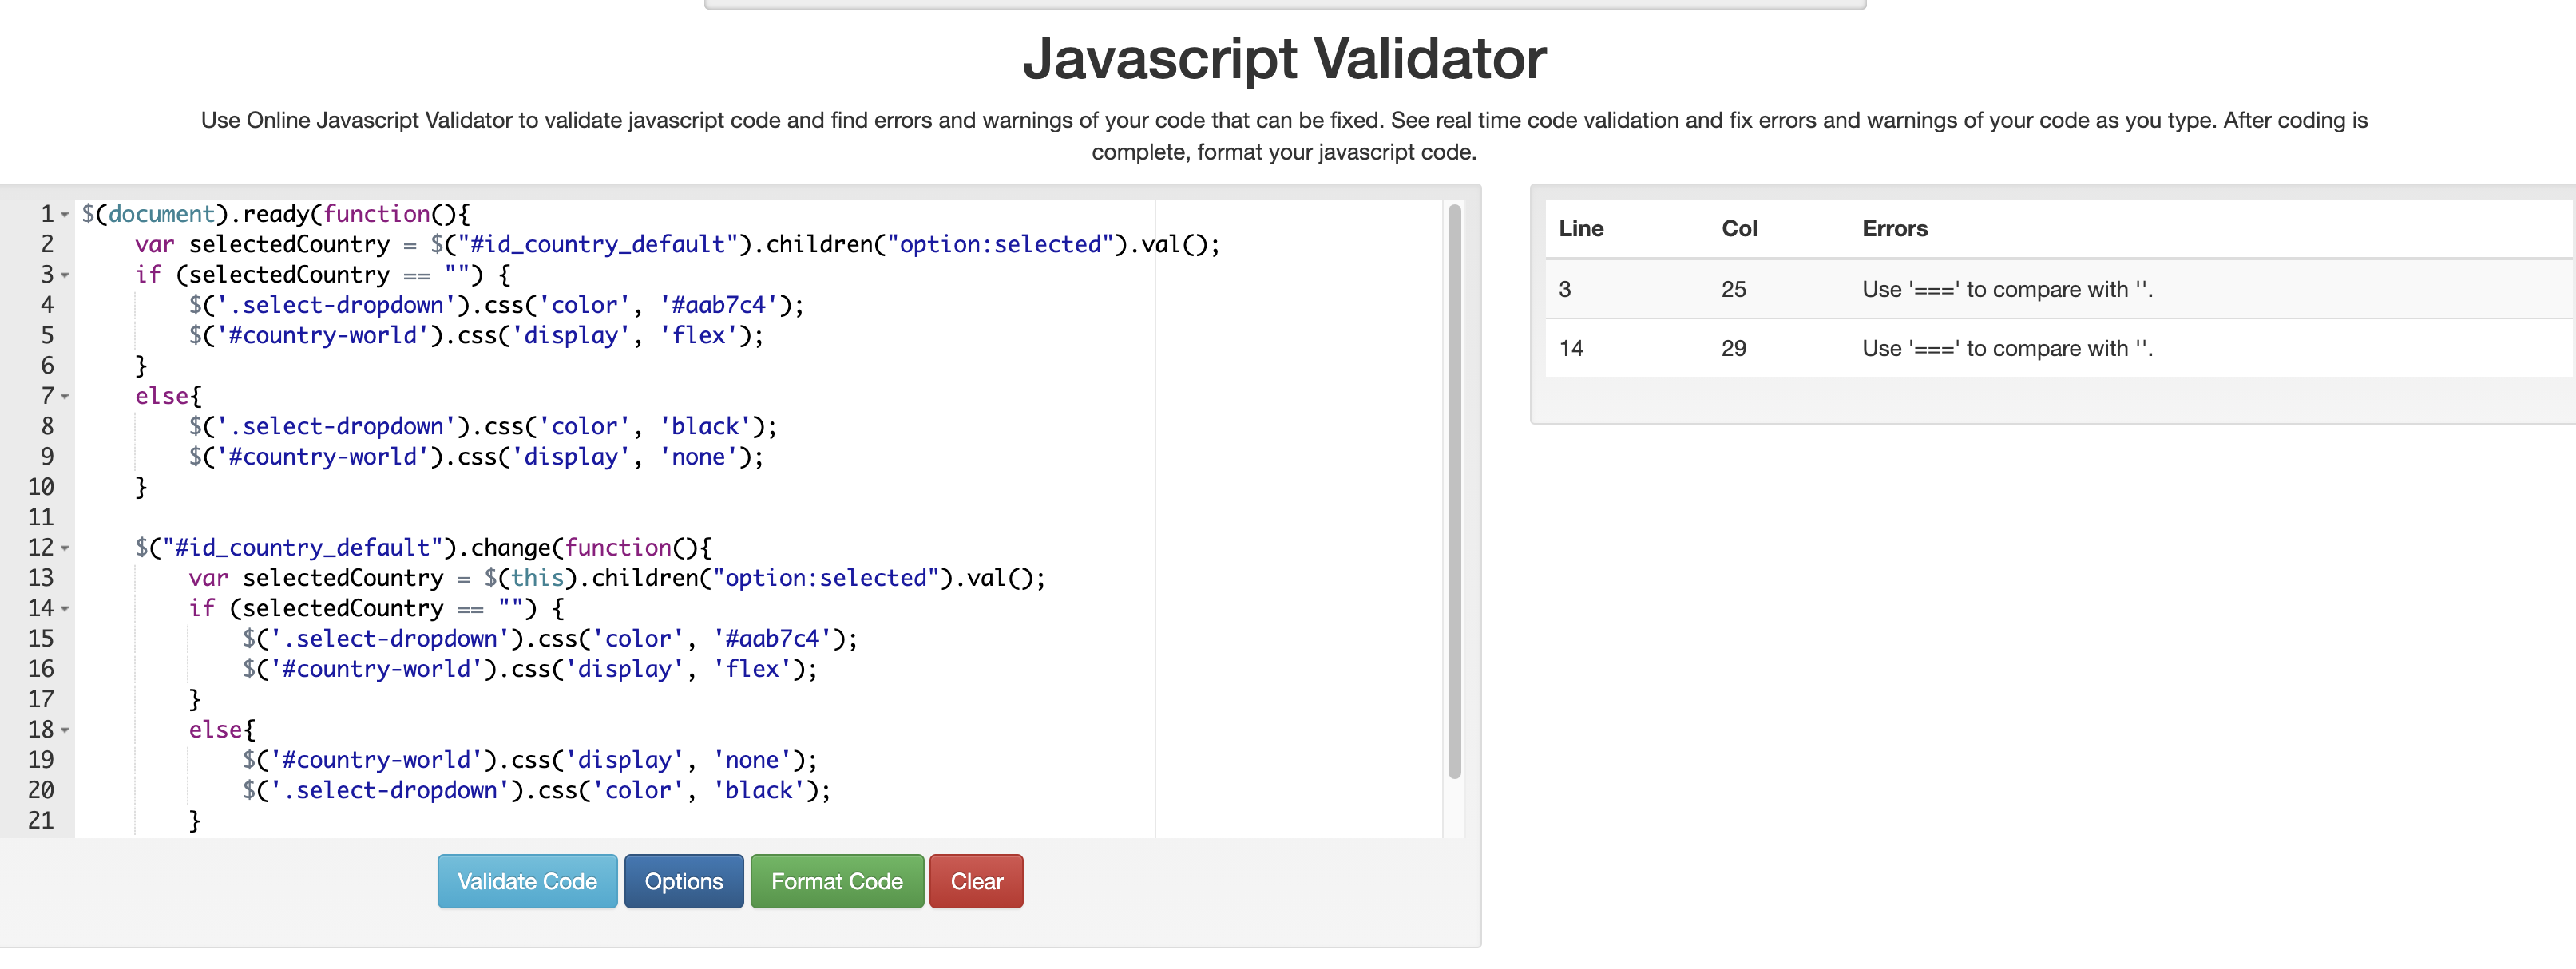 Javascript Validator
Use Online Javascript Validator to validate javascript code and find errors and warnings of your code that can be fixed. See real time code validation and fix errors and warnings of your code as you type. After coding is
complete, format your javascript code.
1 $(document).ready(function(){
2     var selectedCountry = $("#id_country_default").children("option:selected").val();
3     if (selectedCountry == "") {
4         $('.select-dropdown').css('color', '#aab7c4');
5         $('#country-world').css('display', 'flex');
6     }
7     else{
8         $('.select-dropdown').css('color', 'black');
9         $('#country-world').css('display', 'none');
10     }
11
12     $("#id_country_default").change(function(){
13         var selectedCountry = $(this).children("option:selected").val();
14         if (selectedCountry == "") {
15             $('.select-dropdown').css('color', '#aab7c4');
16             $('#country-world').css('display', 'flex');
17         }
18         else{
19             $('#country-world').css('display', 'none');
20             $('.select-dropdown').css('color', 'black');
21         }
Validate Code Options Format Code Clear
Line Col Errors
3 25 Use '===' to compare with ''.
14 29 Use '===' to compare with ''.